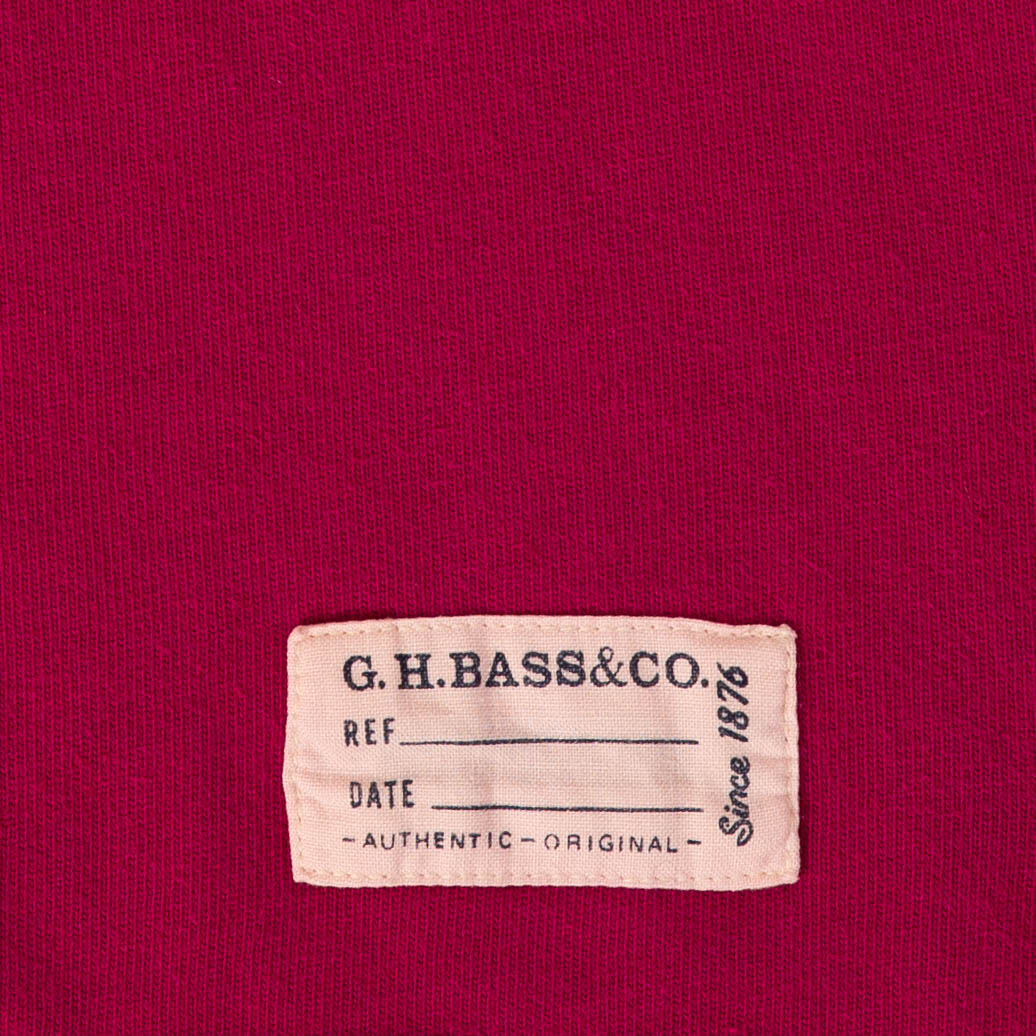 G.H.BASS&CO.
REF
DATE
-AUTHENTIC-ORIGINAL-
Since 1876